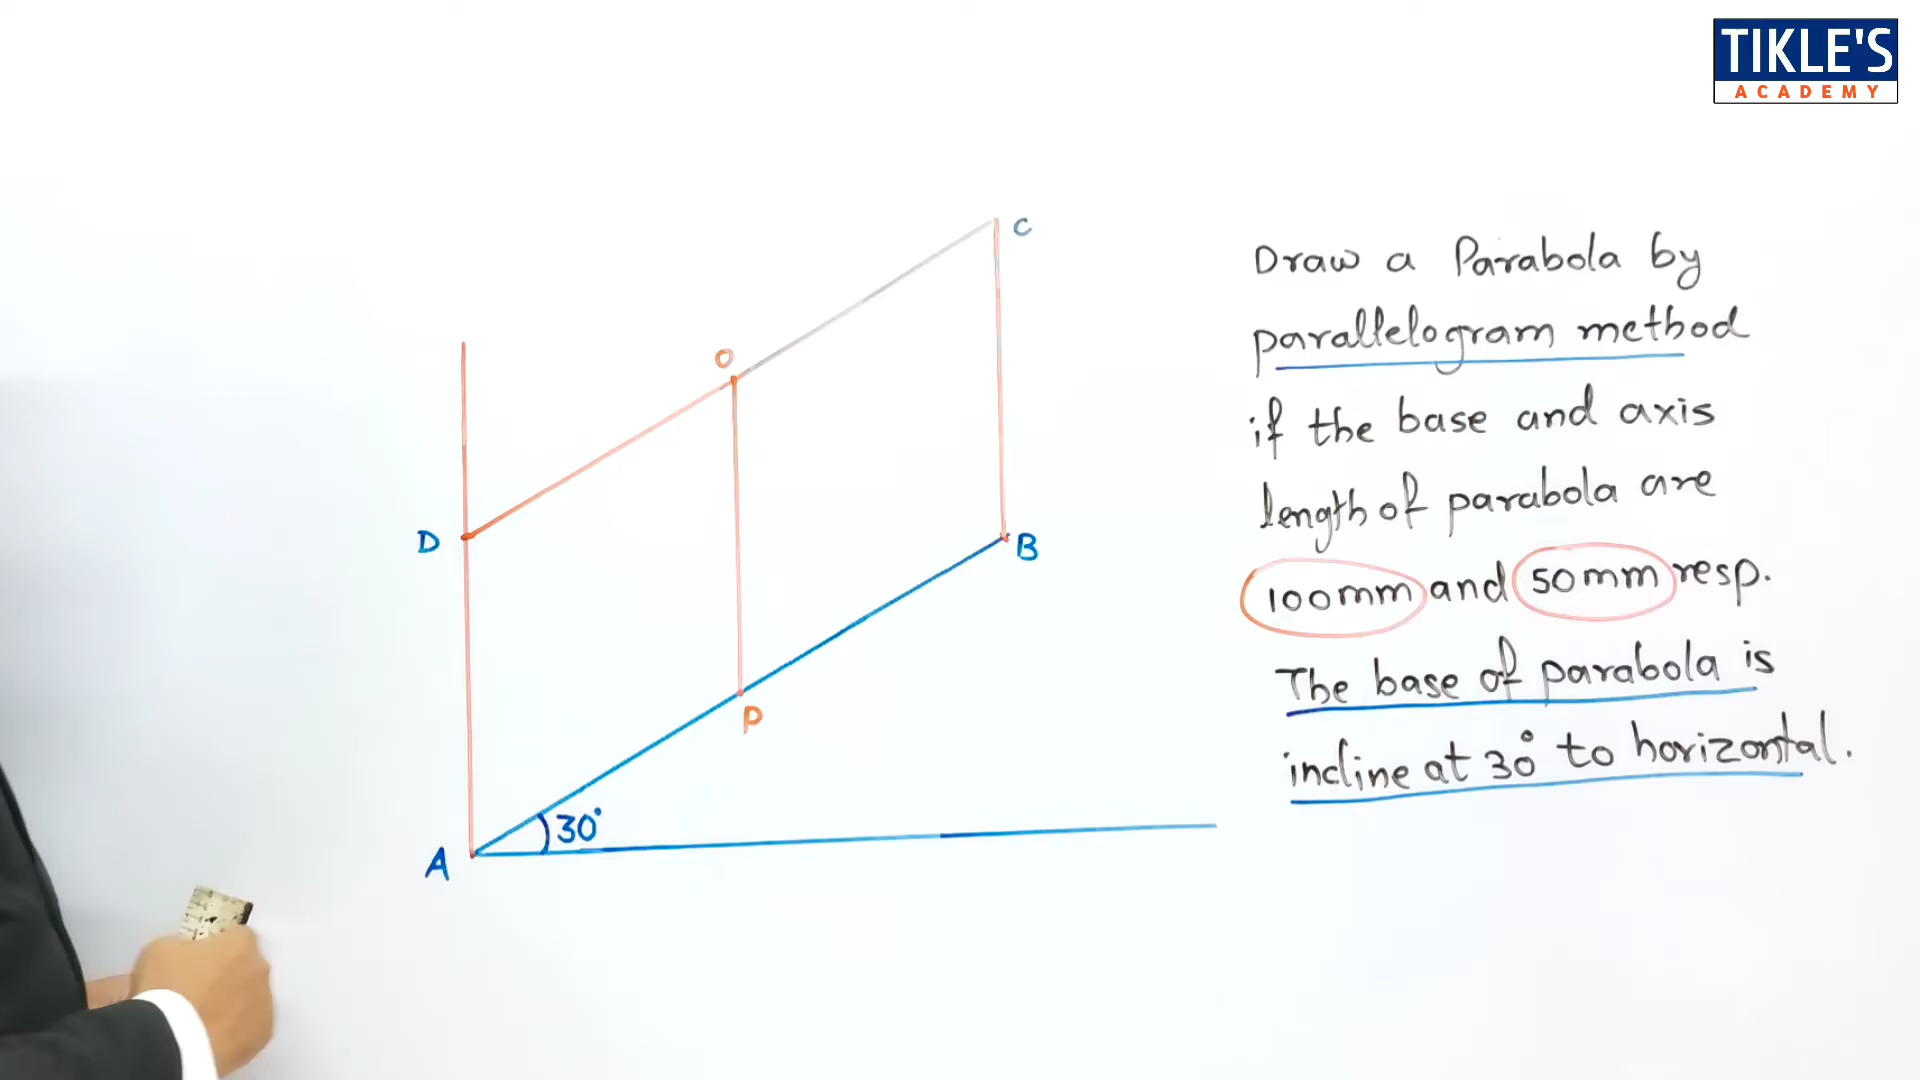 TIKLE'S
ACADEMY
C
O
D
B
P
30°
A
Draw a Parabola by
parallelogram method
if the base and axis
length of parabola are
100mm and 50mm resp.
The base of parabola is
incline at 30° to horizontal.